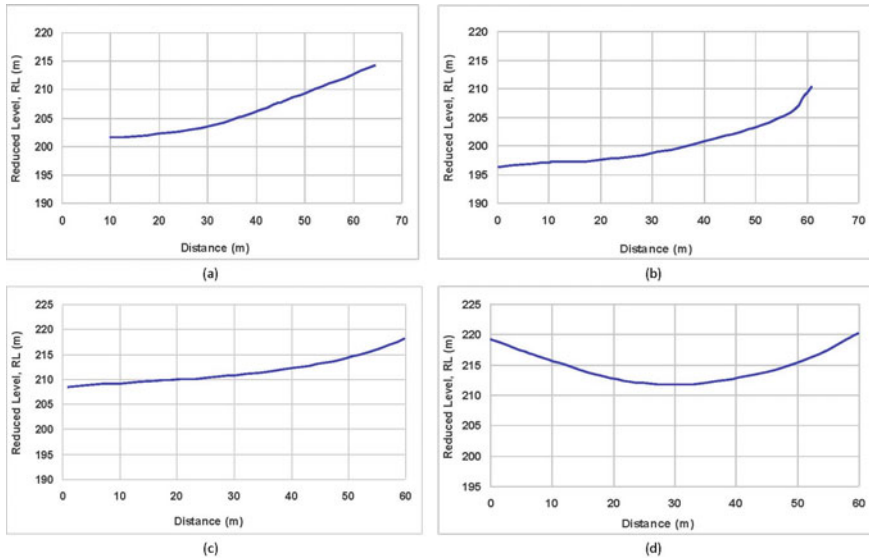 220
215
210
205
200
195
190
Reduced Level, RL (m)
0 10 20 30 40 50 60 70
Distance (m)
(a)
220
215
210
205
200
195
190
Reduced Level, RL (m)
0 10 20 30 40 50 60 70
Distance (m)
(b)
225
220
215
210
205
200
195
190
Reduced Level, RL (m)
0 10 20 30 40 50 60
Distance (m)
(c)
225
220
215
210
205
200
195
Reduced Level, RL (m)
0 10 20 30 40 50 60
Distance (m)
(d)